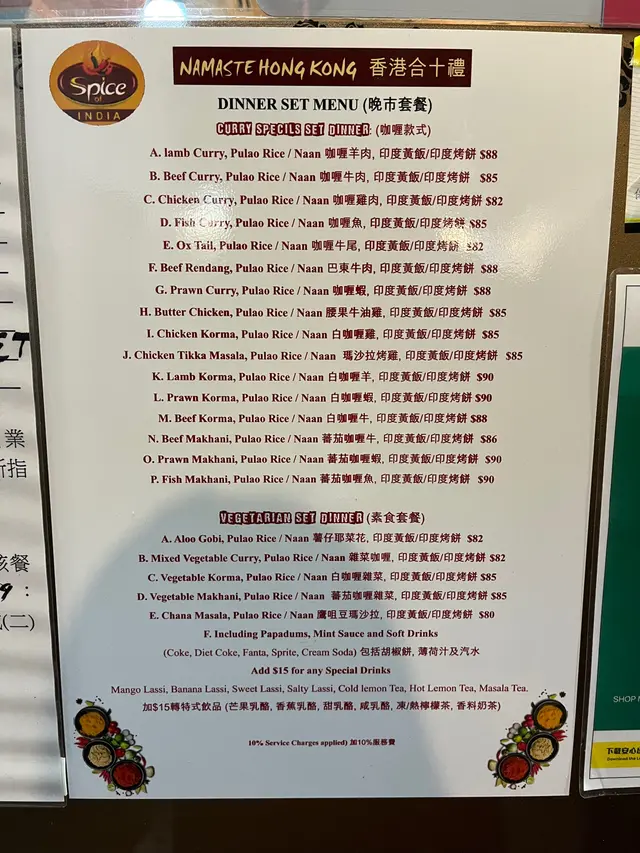 Spice
of
INDIA
NAMASTE HONG KONG 香港合十禮
DINNER SET MENU (晚市套餐)
CURRY SPECILS SET DINNER: (咖喱款式)
A. lamb Curry, Pulao Rice / Naan 咖喱羊肉, 印度黃飯/印度烤餅 $88
B. Beef Curry, Pulao Rice / Naan 咖喱牛肉, 印度黃飯/印度烤餅 $85
C. Chicken Curry, Pulao Rice / Naan 咖喱雞肉, 印度黃飯/印度烤餅 $82
D. Fish Curry, Pulao Rice / Naan 咖喱魚, 印度黃飯/印度烤餅 $85
E. Ox Tail, Pulao Rice / Naan 咖喱牛尾, 印度黃飯/印度烤餅 $82
F. Beef Rendang, Pulao Rice / Naan 巴東牛肉, 印度黃飯/印度烤餅 $88
G. Prawn Curry, Pulao Rice / Naan 咖喱蝦, 印度黃飯/印度烤餅 $88
H. Butter Chicken, Pulao Rice / Naan 腰果牛油雞, 印度黃飯/印度烤餅 $85
I. Chicken Korma, Pulao Rice / Naan 白咖喱雞, 印度黃飯/印度烤餅 $85
J. Chicken Tikka Masala, Pulao Rice / Naan 瑪沙拉烤雞, 印度黃飯/印度烤餅 $85
K. Lamb Korma, Pulao Rice / Naan 白咖喱羊, 印度黃飯/印度烤餅 $90
L. Prawn Korma, Pulao Rice / Naan 白咖喱蝦, 印度黃飯/印度烤餅 $90
M. Beef Korma, Pulao Rice / Naan 白咖喱牛, 印度黃飯/印度烤餅 $88
N. Beef Makhani, Pulao Rice / Naan 蕃茄咖喱牛, 印度黃飯/印度烤餅 $86
O. Prawn Makhani, Pulao Rice / Naan 蕃茄咖喱蝦, 印度黃飯/印度烤餅 $90
P. Fish Makhani, Pulao Rice / Naan 蕃茄咖喱魚, 印度黃飯/印度烤餅 $90
VEGETARIAN SET DINNER (素食套餐)
A. Aloo Gobi, Pulao Rice / Naan 薯仔耶菜花, 印度黃飯/印度烤餅 $82
B. Mixed Vegetable Curry, Pulao Rice / Naan 雜菜咖喱, 印度黃飯/印度烤餅 $82
C. Vegetable Korma, Pulao Rice / Naan 白咖喱雜菜, 印度黃飯/印度烤餅 $85
D. Vegetable Makhani, Pulao Rice / Naan 蕃茄咖喱雜菜, 印度黃飯/印度烤餅 $85
E. Chana Masala, Pulao Rice / Naan 鷹咀豆瑪沙拉, 印度黃飯/印度烤餅 $80
F. Including Papadums, Mint Sauce and Soft Drinks
(Coke, Diet Coke, Fanta, Sprite, Cream Soda) 包括胡椒餅, 薄荷汁及汽水
Add $15 for any Special Drinks
Mango Lassi, Banana Lassi, Sweet Lassi, Salty Lassi, Cold lemon Tea, Hot Lemon Tea, Masala Tea.
加$15轉特式飲品 (芒果乳酪, 香蕉乳酪, 甜乳酪, 咸乳酪, 凍/熱檸檬茶, 香料奶茶)
10% Service Charges applied) 加10%服務費
ET
業
所指
該餐
9 :
(二)
SHOP
下載安心
Download the